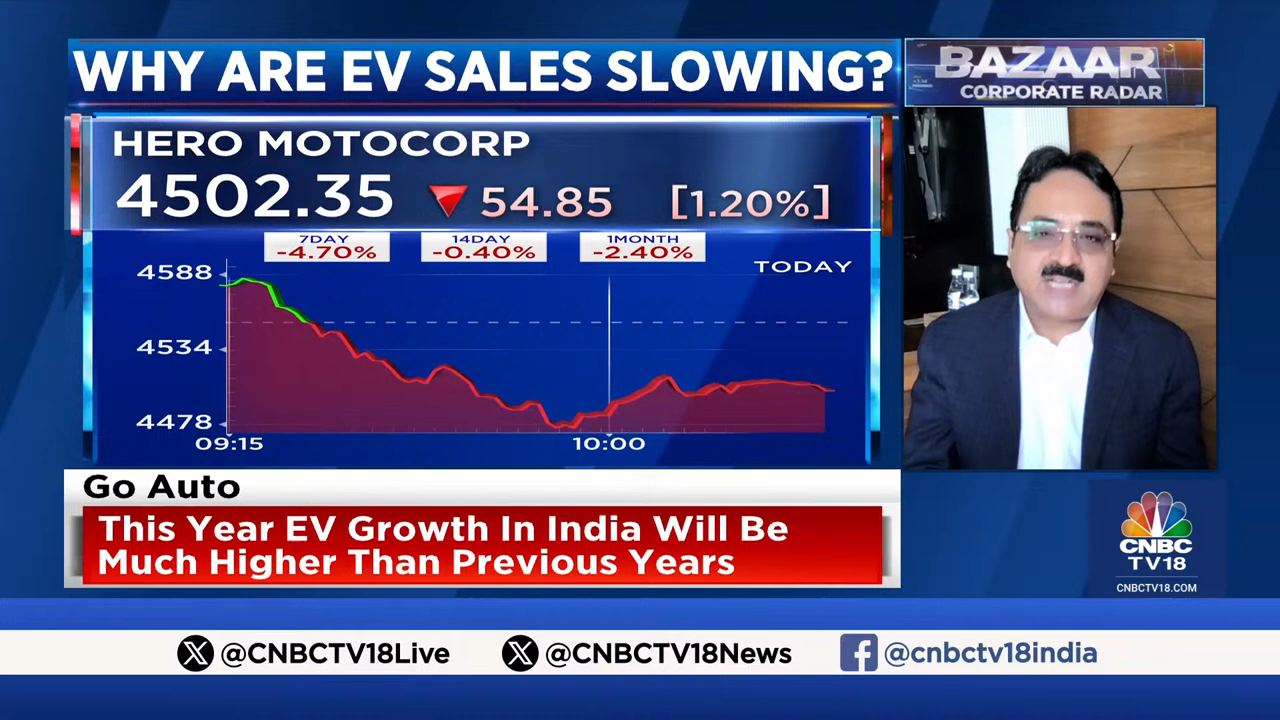 WHY ARE EV SALES SLOWING?
BAZAAR
CORPORATE RADAR
HERO MOTOCORP
4502.35 ▼ 54.85 [1.20%]
7DAY
-4.70%
14DAY
-0.40%
1MONTH
-2.40%
TODAY
4588
4534
4478
09:15
10:00
Go Auto
This Year EV Growth In India Will Be
Much Higher Than Previous Years
CNBC
TV18
CNBCTV18.COM
@CNBCTV18Live
@CNBCTV18News
@cnbctv18india